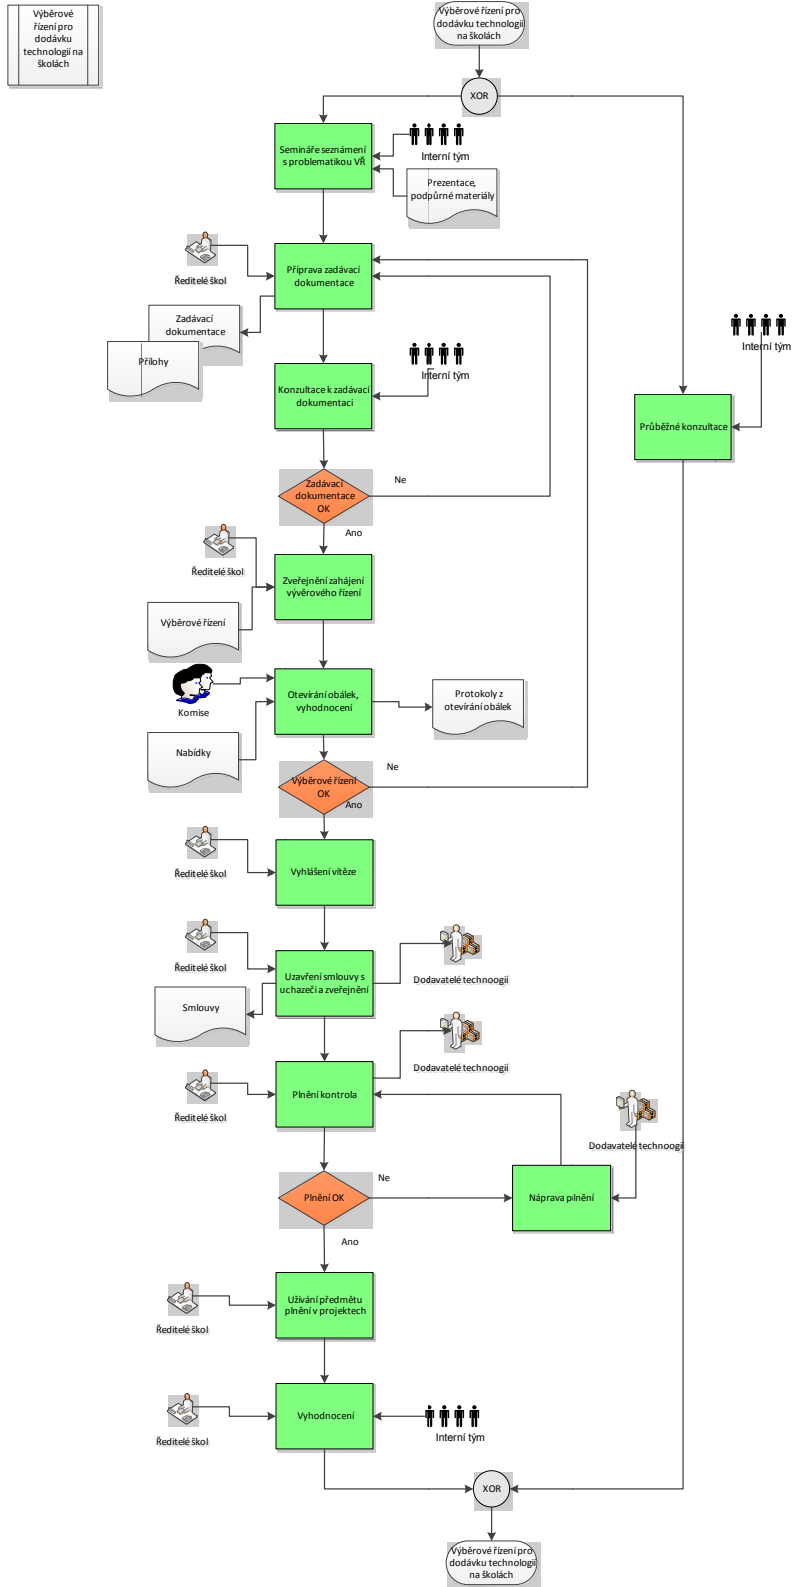 Výběrové
řízení pro
dodávku
technologií na
školách
Výběrové řízení pro
dodávku technologií
na školách
XOR
Semináře seznámení
s problematikou VŘ
Interní tým
Prezentace,
podpůrné materiály
Ředitelé škol
Příprava zadávací
dokumentace
Zadávací
dokumentace
Přílohy
Interní tým
Interní tým
Konzultace k zadávací
dokumentaci
Průběžné konzultace
Zadávací
dokumentace
OK
Ne
Ano
Ředitelé škol
Zveřejnění zahájení
vývěrového řízení
Výběrové řízení
Komise
Otevírání obálek,
vyhodnocení
Protokoly z
otevírání obálek
Nabídky
Ne
Výběrové řízení
OK
Ano
Ředitelé škol
Vyhlášení vítěze
Ředitelé škol
Uzavření smlouvy s
uchazeči a zveřejnění
Dodavatelé technoogií
Smlouvy
Dodavatelé technoogií
Ředitelé škol
Plnění kontrola
Dodavatelé technoogií
Ne
Plnění OK
Náprava plnění
Ano
Ředitelé škol
Užívání předmětu
plnění v projektech
Ředitelé škol
Vyhodnocení
Interní tým
XOR
Výběrové řízení pro
dodávku technologií
na školách